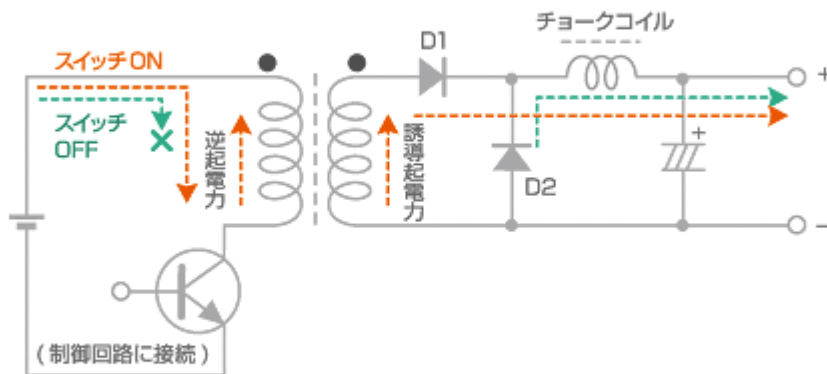 チョークコイル
D1
スイッチON
スイッチ
OFF
逆起電力
誘導起電力
D2
+
+
−
(制御回路に接続)